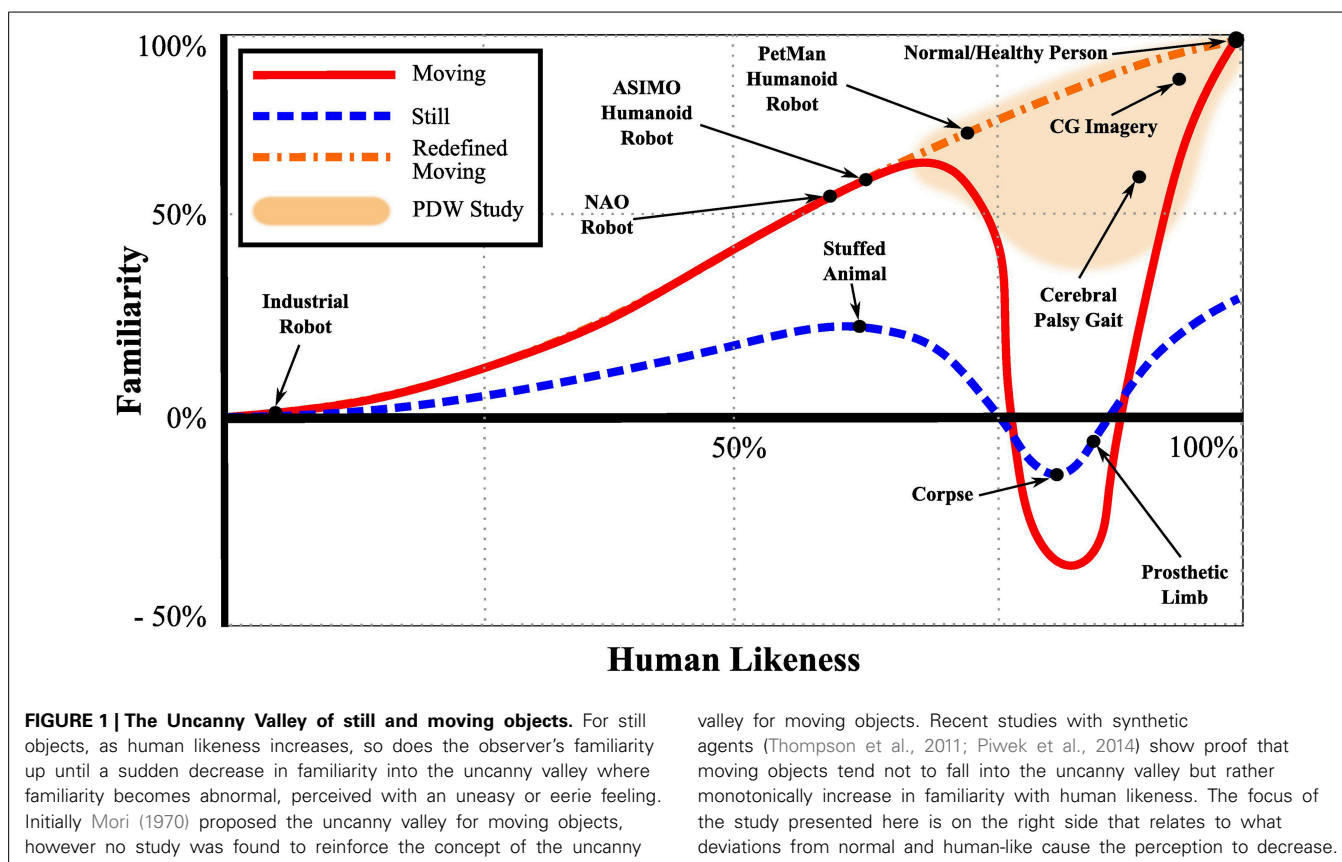 100%
50%
0%
- 50%
Familiarity
Moving
Still
Redefined
Moving
PDW Study
Industrial
Robot
NAO
Robot
ASIMO
Humanoid
Robot
PetMan
Humanoid
Robot
Normal/Healthy Person
CG Imagery
Stuffed
Animal
Cerebral
Palsy Gait
50%
100%
Corpse
Prosthetic
Limb
Human Likeness
FIGURE 1 | The Uncanny Valley of still and moving objects. For still
objects, as human likeness increases, so does the observer's familiarity
up until a sudden decrease in familiarity into the uncanny valley where
familiarity becomes abnormal, perceived with an uneasy or eerie feeling.
Initially Mori (1970) proposed the uncanny valley for moving objects,
however no study was found to reinforce the concept of the uncanny
valley for moving objects. Recent studies with synthetic
agents (Thompson et al., 2011; Piwek et al., 2014) show proof that
moving objects tend not to fall into the uncanny valley but rather
monotonically increase in familiarity with human likeness. The focus of
the study presented here is on the right side that relates to what
deviations from normal and human-like cause the perception to decrease.